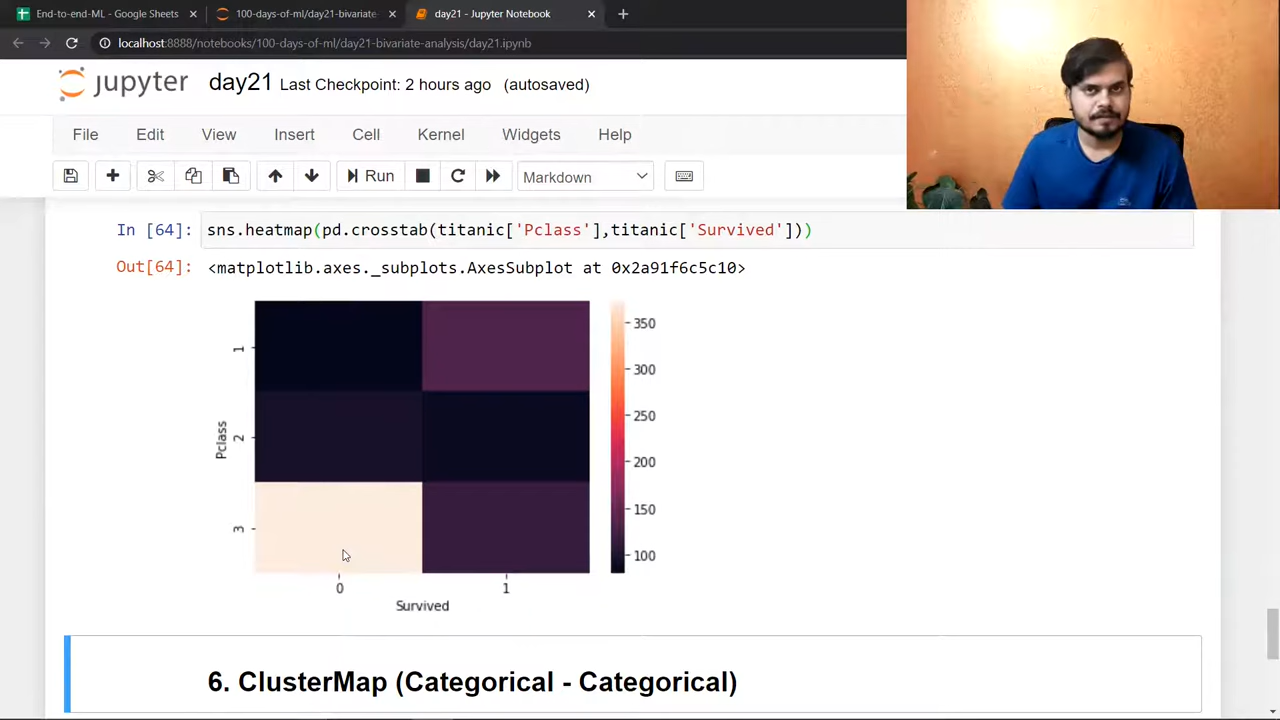 End-to-end-ML - Google Sheets
100-days-of-ml/day21-bivariate-
day21 - Jupyter Notebook
localhost:8888/notebooks/100-days-of-ml/day21-bivariate-analysis/day21.ipynb
jupyter day21 Last Checkpoint: 2 hours ago (autosaved)
File Edit View Insert Cell Kernel Widgets Help
Run Markdown
In [64]: sns.heatmap(pd.crosstab(titanic['Pclass'],titanic['Survived']))
Out[64]: <matplotlib.axes._subplots.AxesSubplot at 0x2a91f6c5c10>
Pclass
1
2
3
0 1
Survived
350
300
250
200
150
100
6. ClusterMap (Categorical - Categorical)